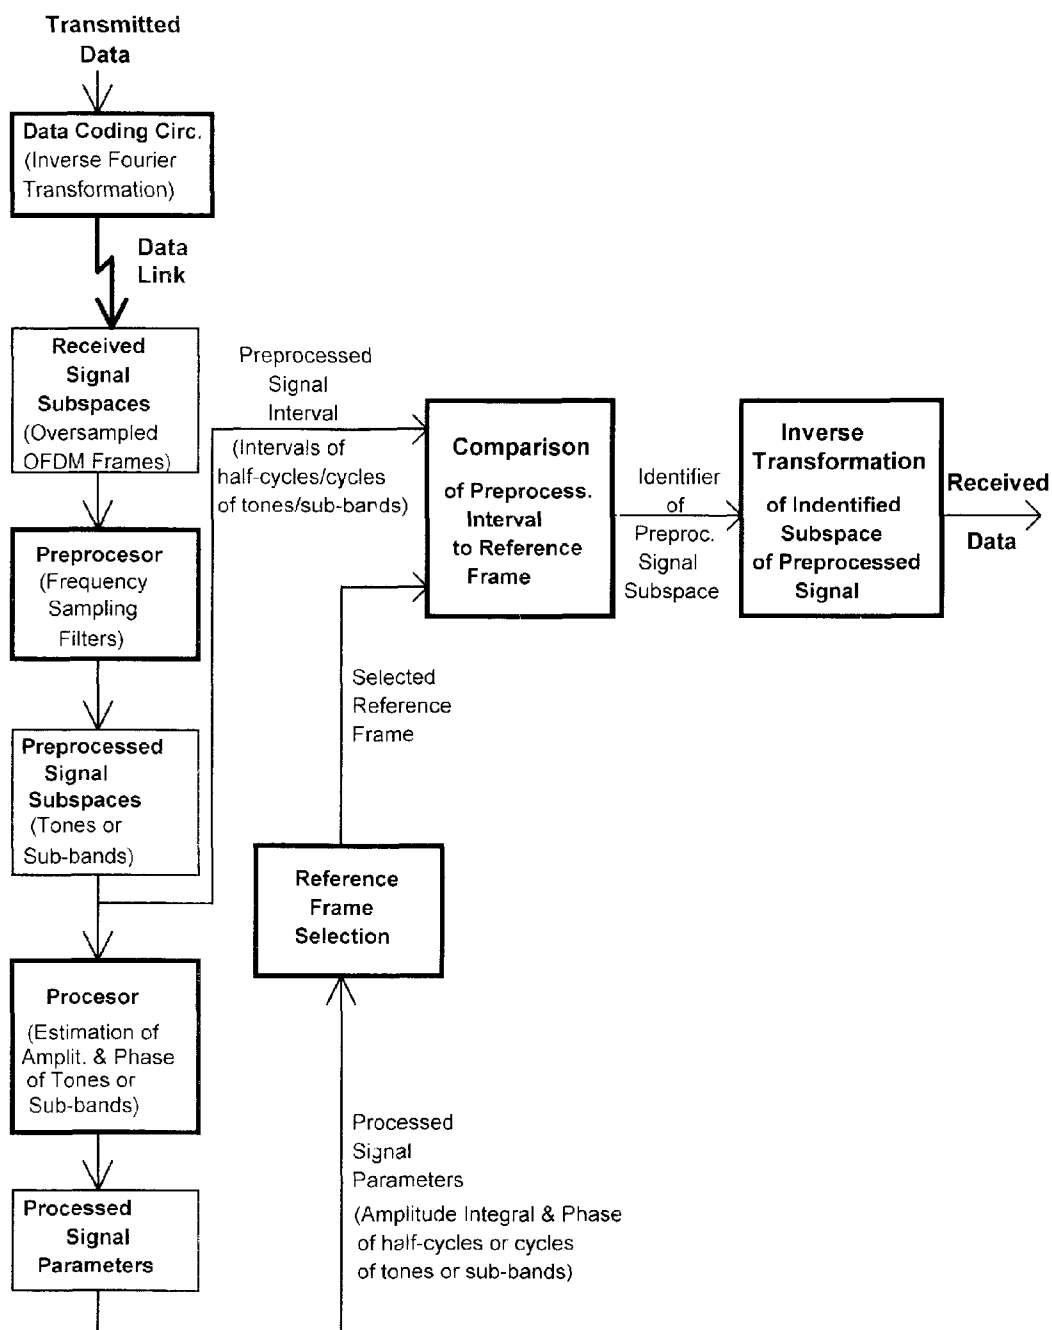 Transmitted
Data
Data Coding Circ.
(Inverse Fourier
Transformation)
Data
Link
Received
Signal
Subspaces
(Oversampled
OFDM Frames)
Preprocesor
(Frequency
Sampling
Filters)
Preprocessed
Signal
Subspaces
(Tones or
Sub-bands)
Procesor
(Estimation of
Amplit. & Phase
of Tones or
Sub-bands)
Processed
Signal
Parameters
Preprocessed
Signal
Interval
(Intervals of
half-cycles/cycles
of tones/sub-bands)
Comparison
of Preprocess.
Interval
to Reference
Frame
Identifier
of
Preproc.
Signal
Subspace
Inverse
Transformation
of Indentified
Subspace
of Preprocessed
Signal
Received
Data
Selected
Reference
Frame
Reference
Frame
Selection
Processed
Signal
Parameters
(Amplitude Integral & Phase
of half-cycles or cycles
of tones or sub-bands)